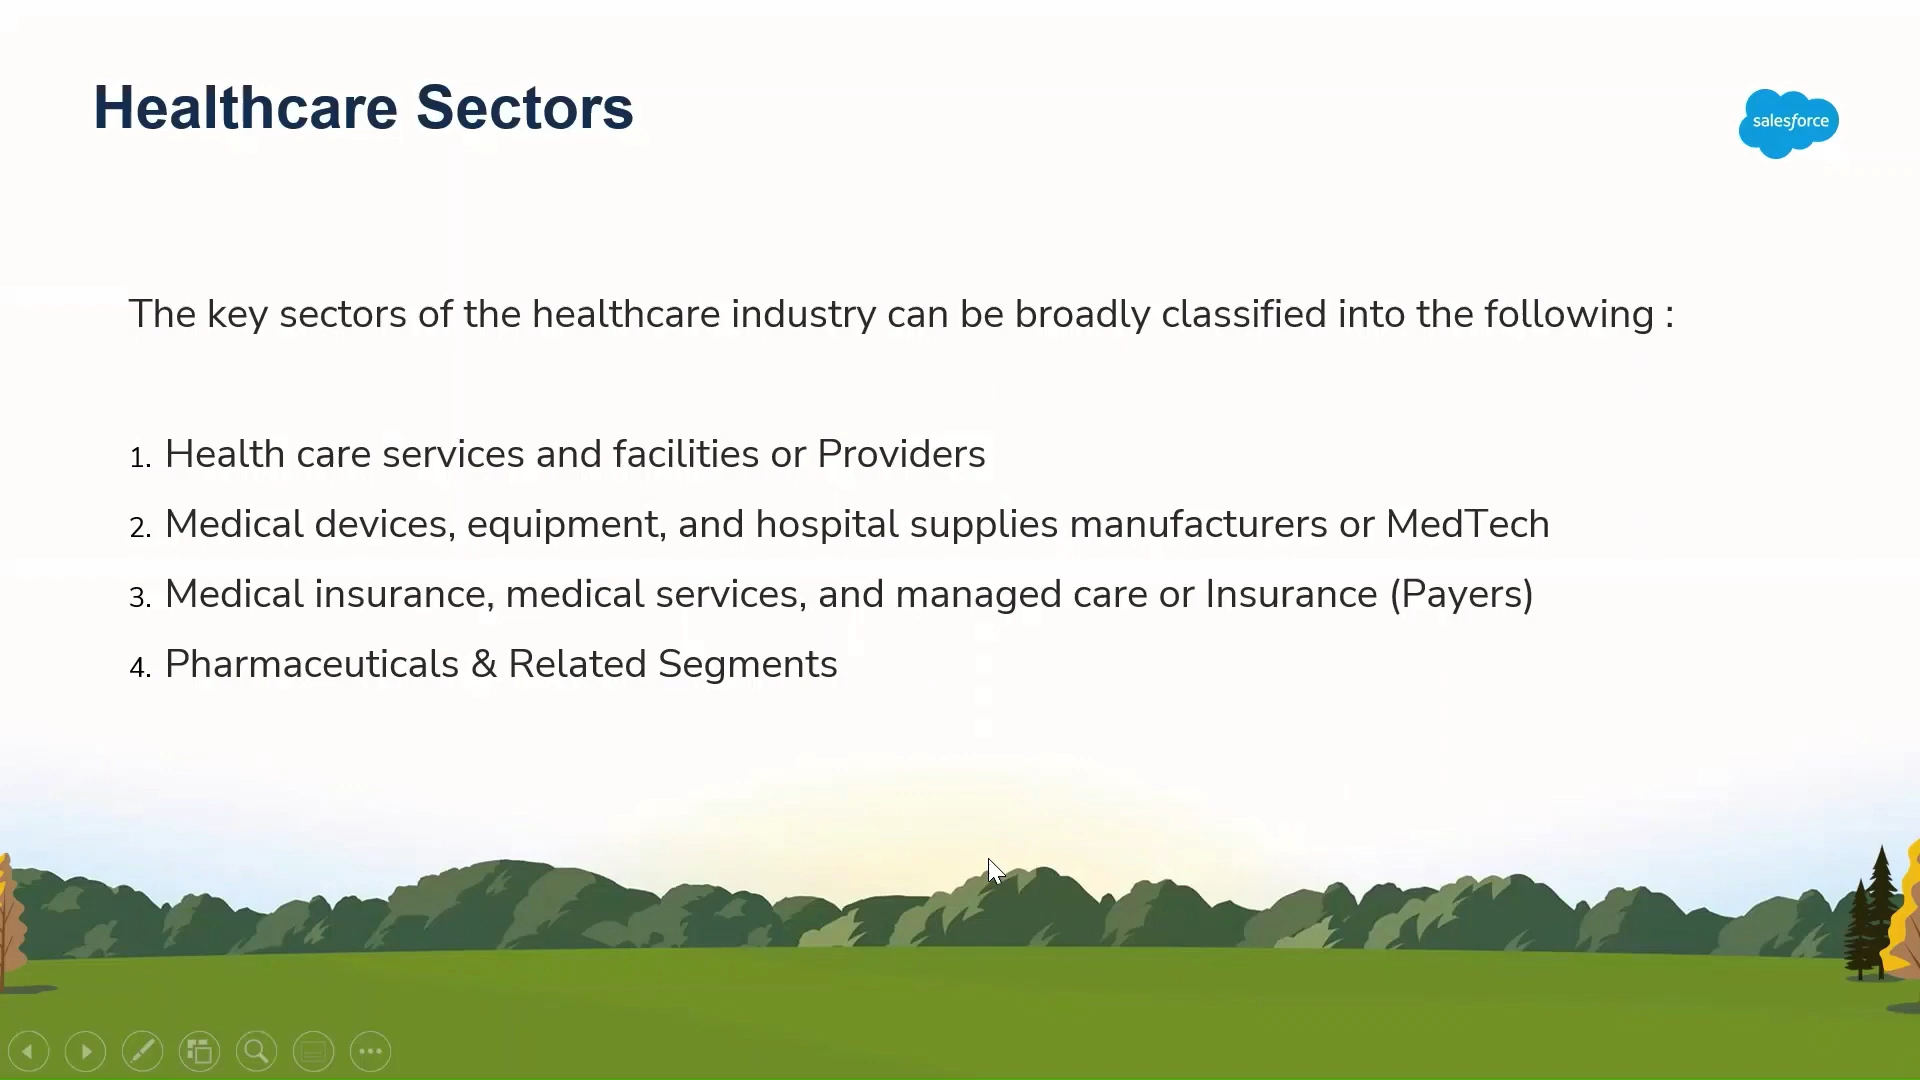 Healthcare Sectors
salesforce
The key sectors of the healthcare industry can be broadly classified into the following :
1. Health care services and facilities or Providers
2. Medical devices, equipment, and hospital supplies manufacturers or MedTech
3. Medical insurance, medical services, and managed care or Insurance (Payers)
4. Pharmaceuticals & Related Segments